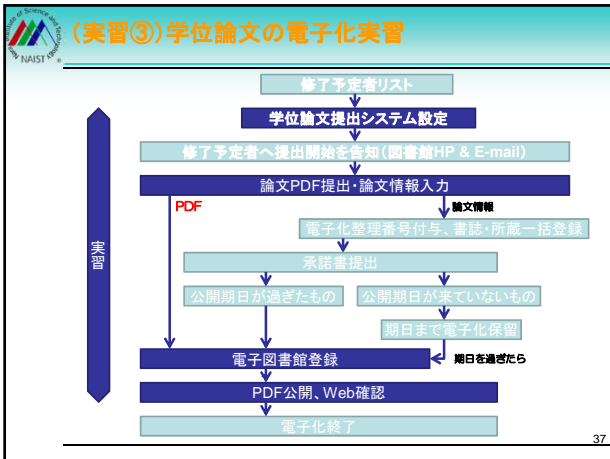 Nara Institute of Science and Technology
NAIST ®
(実習③)学位論文の電子化実習
修了予定者リスト
学位論文提出システム設定
修了予定者へ提出開始を告知(図書館HP & E-mail)
論文PDF提出・論文情報入力
PDF
論文情報
電子化整理番号付与、書誌・所蔵一括登録
承諾書提出
公開期日が過ぎたもの
公開期日が来ていないもの
期日まで電子化保留
電子図書館登録
期日を過ぎたら
PDF公開、Web確認
電子化終了
実習
37